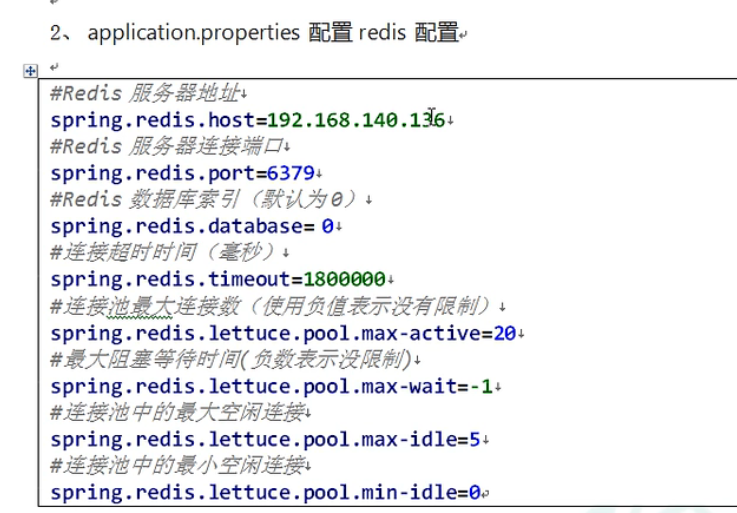 2、 application.properties 配置 redis 配置
#Redis 服务器地址
spring.redis.host=192.168.140.136
#Redis 服务器连接端口
spring.redis.port=6379
#Redis 数据库索引（默认为 0）
spring.redis.database= 0
#连接超时时间（毫秒）
spring.redis.timeout=1800000
#连接池最大连接数（使用负值表示没有限制）
spring.redis.lettuce.pool.max-active=20
#最大阻塞等待时间(负数表示没限制)
spring.redis.lettuce.pool.max-wait=-1
#连接池中的最大空闲连接
spring.redis.lettuce.pool.max-idle=5
#连接池中的最小空闲连接
spring.redis.lettuce.pool.min-idle=0